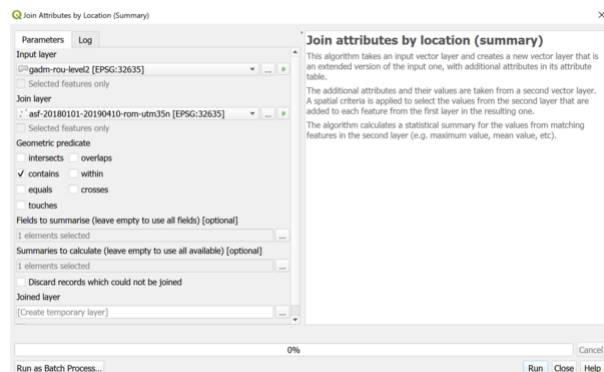 Join Attributes by Location (Summary)
Parameters Log
Input layer
gadm-rou-level2 [EPSG:32635]
...
Selected features only
Join layer
asf-20180101-20190410-rom-utm35n [EPSG:32635]
...
Selected features only
Geometric predicate
intersects overlaps
contains within
equals crosses
touches
Fields to summarise (leave empty to use all fields) [optional]
1 elements selected
...
Summaries to calculate (leave empty to use all available) [optional]
1 elements selected
...
Discard records which could not be joined
Joined layer
[Create temporary layer]
...
Join attributes by location (summary)
This algorithm takes an input vector layer and creates a new vector layer that is
an extended version of the input one, with additional attributes in its attribute
table.
The additional attributes and their values are taken from a second vector layer.
A spatial criteria is applied to select the values from the second layer that are
added to each feature from the first layer in the resulting one.
The algorithm calculates a statistical summary for the values from matching
features in the second layer (e.g. maximum value, mean value, etc).
0%
Cancel
Run as Batch Process...
Run Close Help